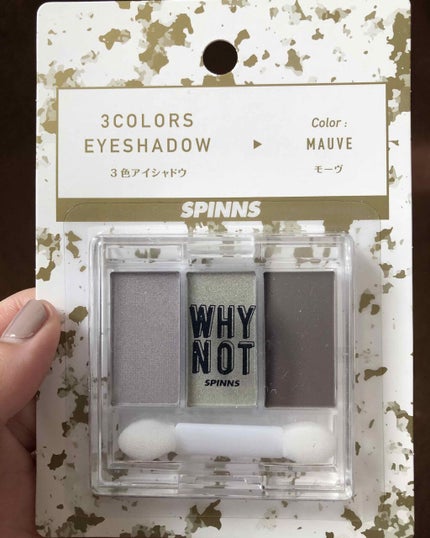 3COLORS
EYESHADOW
3色アイシャドウ
▶
Color :
MAUVE
モーヴ
SPINNS
WHY
NOT
SPINNS